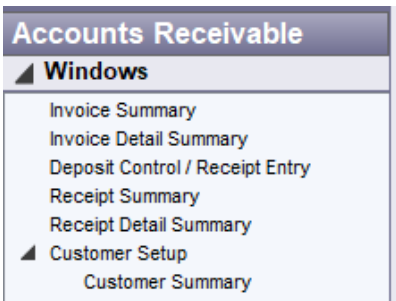 Accounts Receivable
Windows
Invoice Summary
Invoice Detail Summary
Deposit Control / Receipt Entry
Receipt Summary
Receipt Detail Summary
Customer Setup
Customer Summary